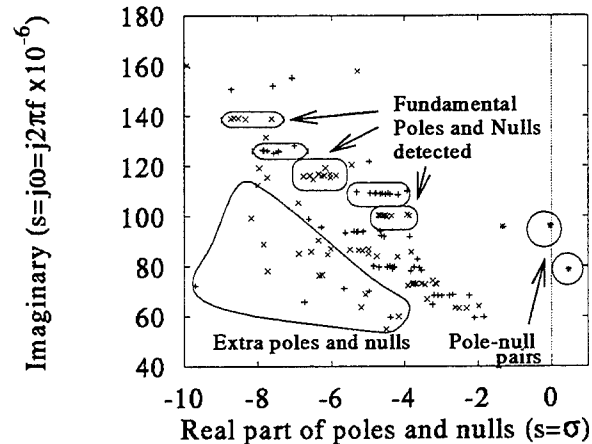 180
160
140
120
100
80
60
40
Imaginary (s=jω=j2πf x10⁻⁶)
Fundamental
Poles and Nulls
detected
Extra poles and nulls
Pole-null
pairs
-10 -8 -6 -4 -2 0
Real part of poles and nulls (s=σ)